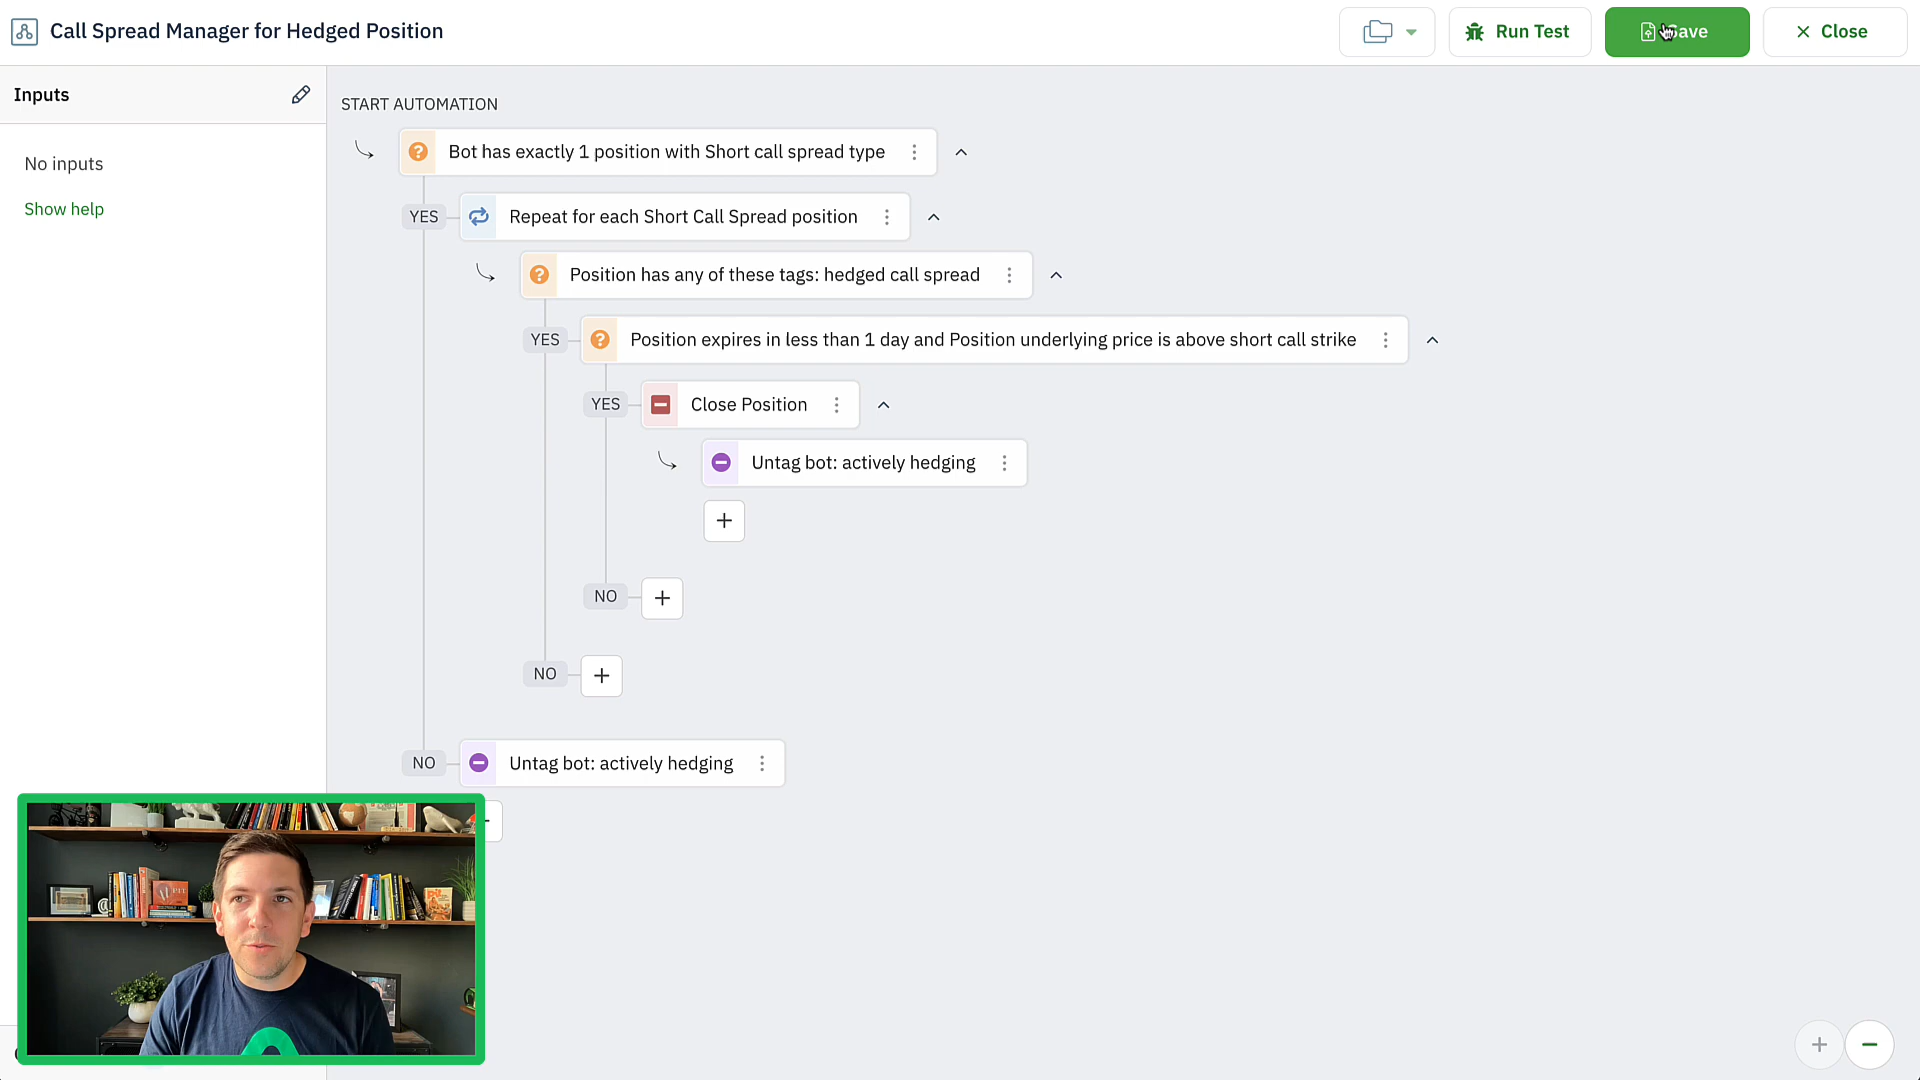 Call Spread Manager for Hedged Position
Run Test
Save
Close
Inputs
No inputs
Show help
START AUTOMATION
Bot has exactly 1 position with Short call spread type
YES
Repeat for each Short Call Spread position
Position has any of these tags: hedged call spread
YES
Position expires in less than 1 day and Position underlying price is above short call strike
YES
Close Position
Untag bot: actively hedging
NO
NO
NO
Untag bot: actively hedging